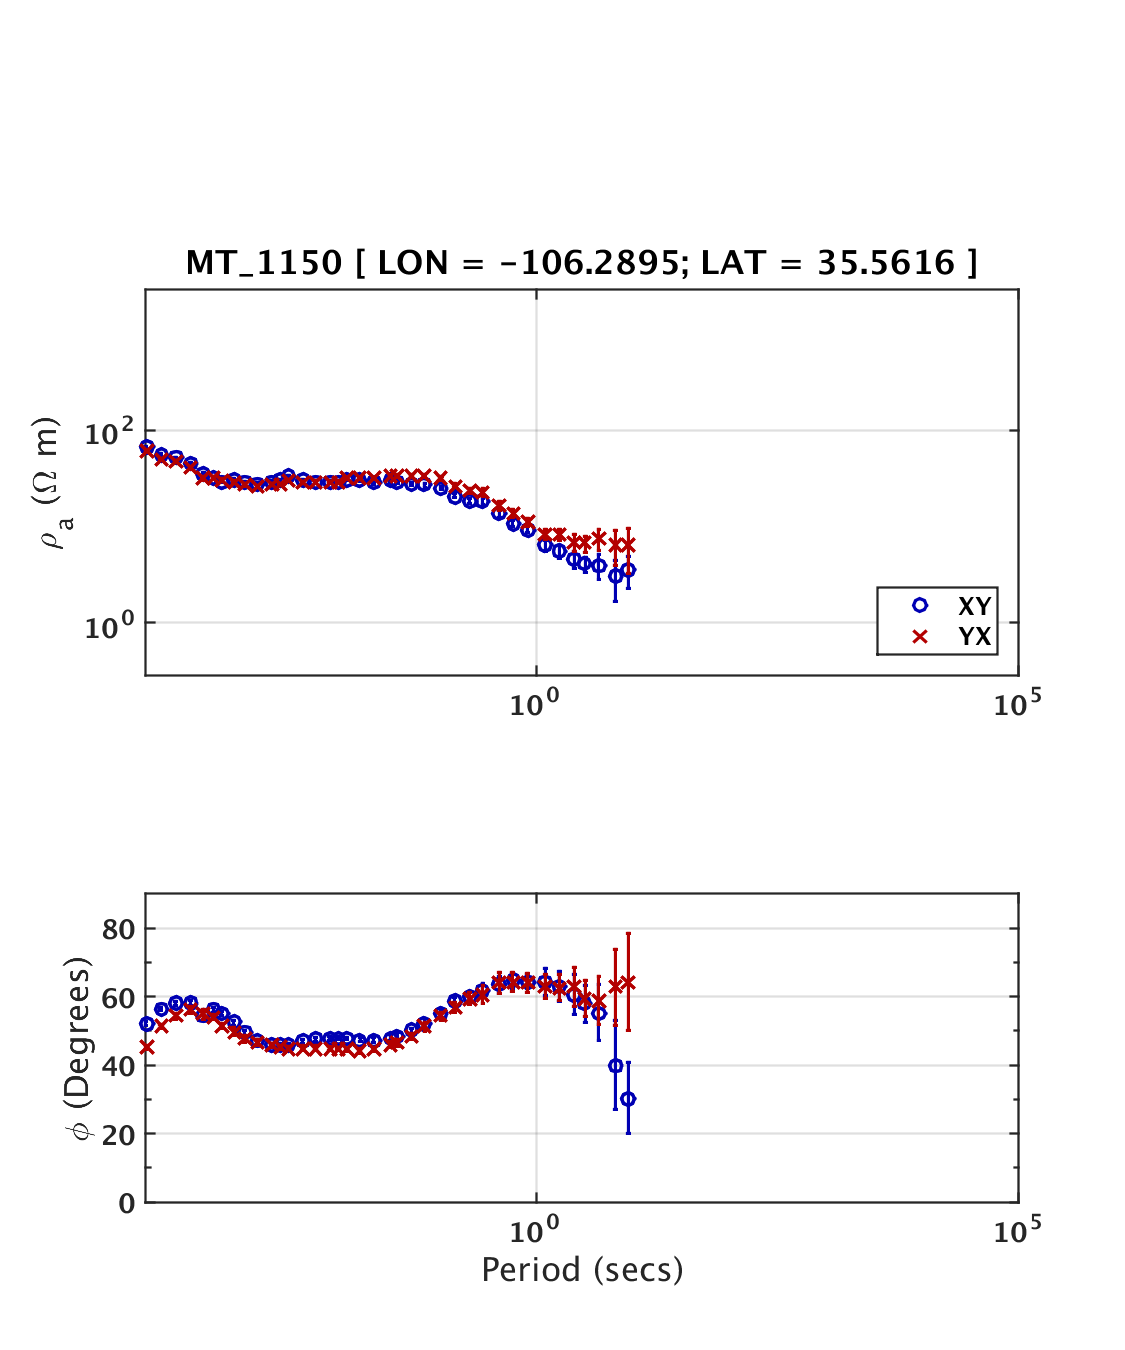 MT_1150 [ LON = -106.2895; LAT = 35.5616 ]
ρa (Ω m)
10^2
10^0
XY
YX
10^0 10^5
ϕ (Degrees)
80
60
40
20
0
10^0 10^5
Period (secs)